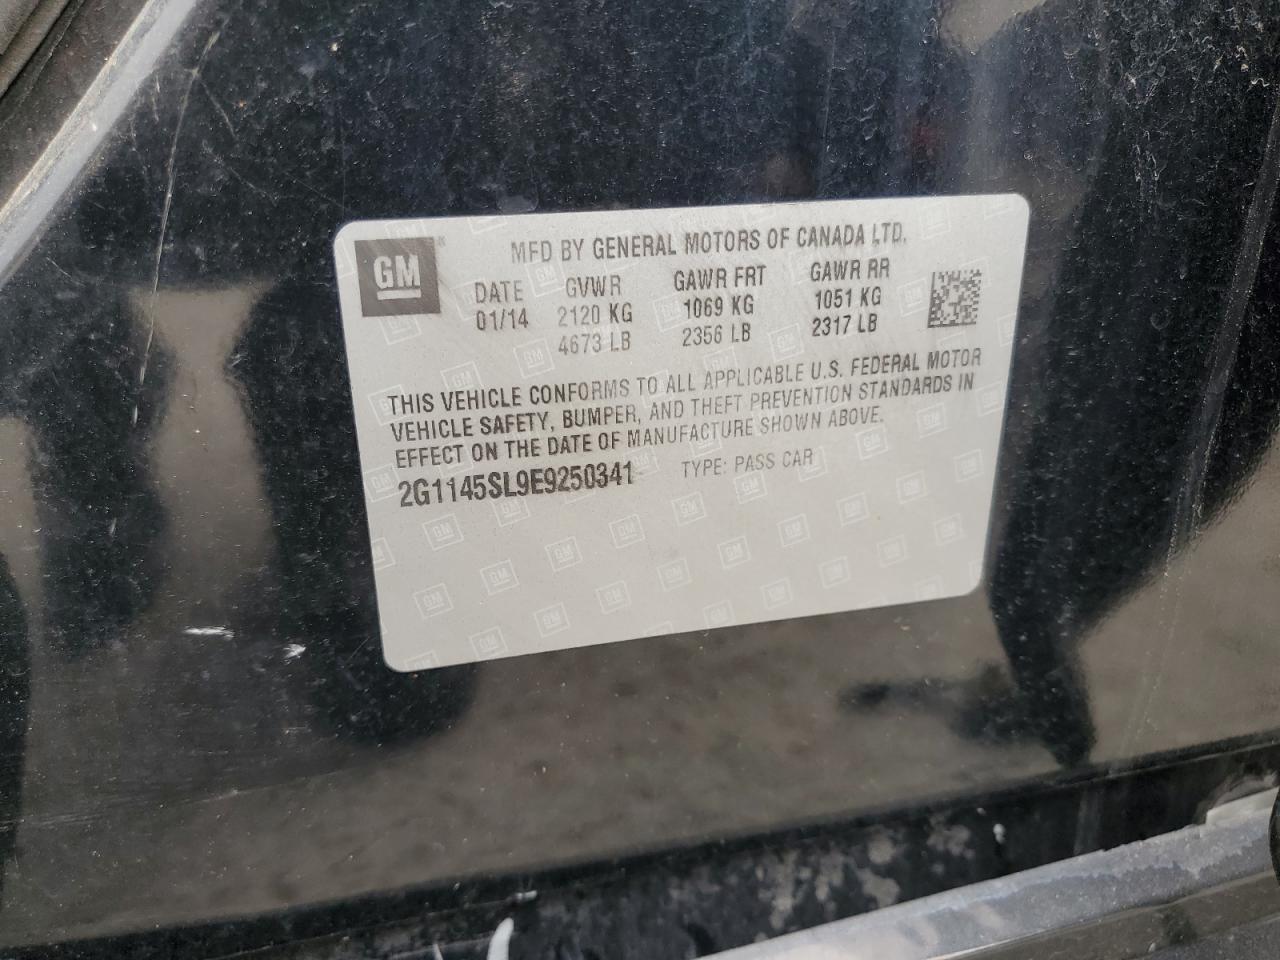 GM® MFD BY GENERAL MOTORS OF CANADA LTD.
DATE GVWR GAWR FRT GAWR RR
01/14 2120 KG 1069 KG 1051 KG
4673 LB 2356 LB 2317 LB
THIS VEHICLE CONFORMS TO ALL APPLICABLE U.S. FEDERAL MOTOR
VEHICLE SAFETY, BUMPER, AND THEFT PREVENTION STANDARDS IN
EFFECT ON THE DATE OF MANUFACTURE SHOWN ABOVE.
2G1145SL9E9250341 TYPE: PASS CAR